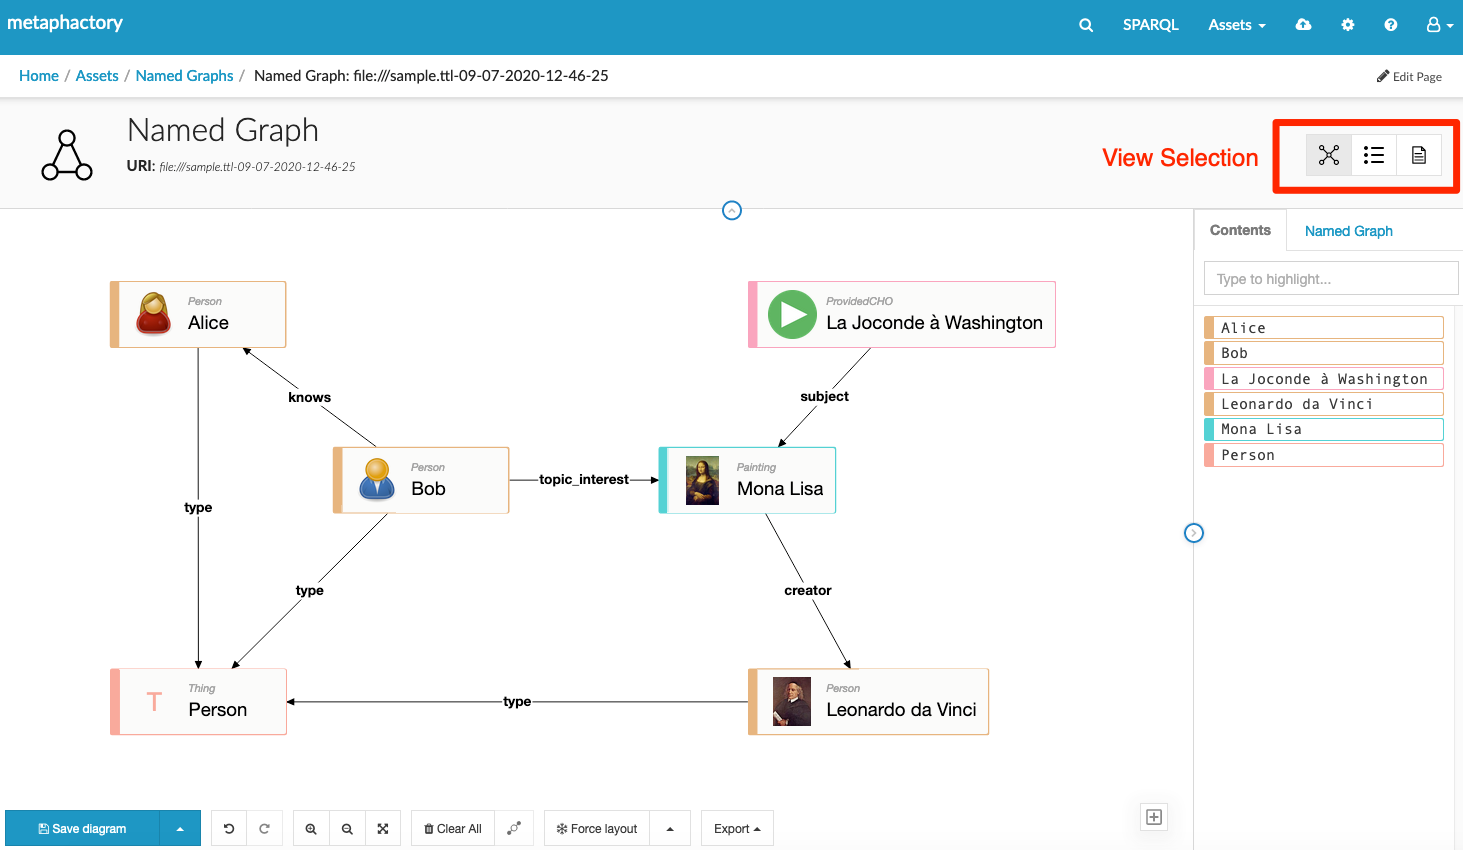 metaphactory
SPARQL
Assets
Home / Assets / Named Graphs / Named Graph: file:///sample.ttl-09-07-2020-12-46-25
Edit Page
Named Graph
URI: file:///sample.ttl-09-07-2020-12-46-25
View Selection
Contents
Named Graph
Type to highlight...
Alice
Bob
La Joconde à Washington
Leonardo da Vinci
Mona Lisa
Person
Person
Alice
ProvidedCHO
La Joconde à Washington
knows
subject
Person
Bob
topic_interest
Painting
Mona Lisa
type
type
creator
T
Thing
Person
type
Person
Leonardo da Vinci
Save diagram
Clear All
Force layout
Export